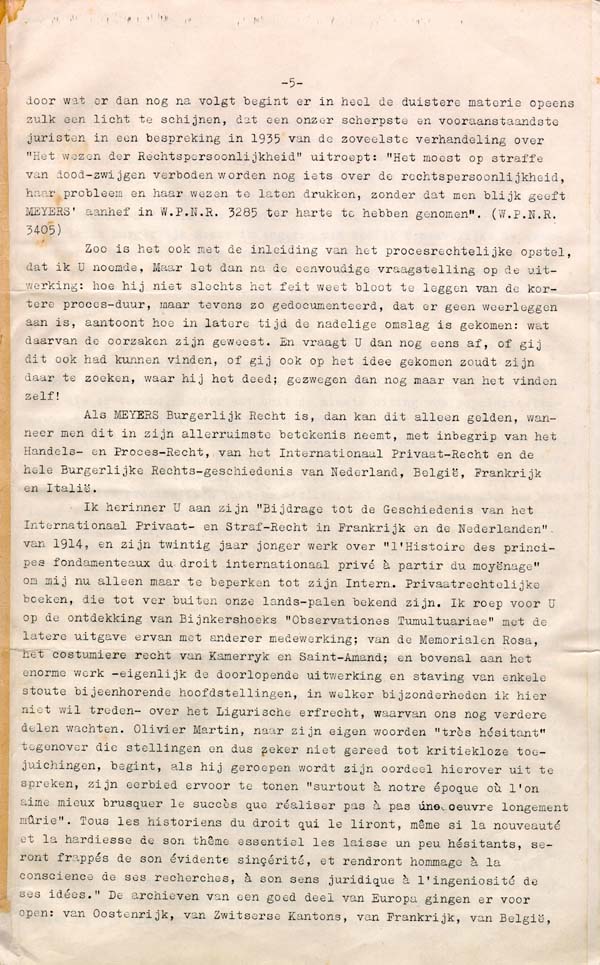 -5-
door wat er dan nog na volgt begint er in heel de duistere materie opeens
zulk een licht te schijnen, dat een onzer scherpste en vooraanstaandste
juristen in een bespreking in 1935 van de zoveelste verhandeling over
"Het wezen der Rechtspersoonlijkheid" uitroept: "Het moest op straffe
van dood-zwijgen verboden worden nog iets over de rechtspersoonlijkheid,
haar probleem en haar wezen te laten drukken, zonder dat men blijk geeft
MEYERS' aanhef in W.P.N.R. 3285 ter harte te hebben genomen". (W.P.N.R.
3405)
Zoo is het ook met de inleiding van het procesrechtelijke opstel,
dat ik U noemde, Maar let dan na de eenvoudige vraagstelling op de uit-
werking: hoe hij niet slechts het feit weet bloot te leggen van de kor-
tere proces-duur, maar tevens zo gedocumenteerd, dat er geen weerleggen
aan is, aantoont hoe in latere tijd de nadelige omslag is gekomen: wat
daarvan de oorzaken zijn geweest. En vraagt U dan nog eens af, of gij
dit ook had kunnen vinden, of gij ook op het idee gekomen zoudt zijn
daar te zoeken, waar hij het deed; gezwegen dan nog maar van het vinden
zelf!
Als MEYERS Burgerlijk Recht is, dan kan dit alleen gelden, wan-
neer men dit in zijn allerruimste betekenis neemt, met inbegrip van het
Handels- en Proces-Recht, van het Internationaal Privaat-Recht en de
hele Burgerlijke Rechts-geschiedenis van Nederland, België, Frankrijk
en Italië.
Ik herinner U aan zijn "Bijdrage tot de Geschiedenis van het
Internationaal Privaat- en Straf-Recht in Frankrijk en de Nederlanden"
van 1914, en zijn twintig jaar jonger werk over "l'Histoire des princi-
pes fondamenteaux du droit international privé à partir du moyënage"
om mij nu alleen maar te beperken tot zijn Intern. Privaatrechtelijke
boeken, die tot ver buiten onze lands-palen bekend zijn. Ik roep voor U
op de ontdekking van Bijnkershoeks "Observationes Tumultuariae" met de
latere uitgave ervan met anderer medewerking; van de Memorialen Rosa,
het costumiere recht van Kamerryk en Saint-Amand; en bovenal aan het
enorme werk -eigenlijk de doorlopende uitwerking en staving van enkele
stoute bijeenhorende hoofdstellingen, in welker bijzonderheden ik hier
niet wil treden- over het Ligurische erfrecht, waarvan ons nog verdere
delen wachten. Olivier Martin, naar zijn eigen woorden "très hésitant"
tegenover die stellingen en dus zeker niet gereed tot kritiekloze toe-
juichingen, begint, als hij geroepen wordt zijn oordeel hierover uit te
spreken, zijn eerbied ervoor te tonen "surtout à notre époque où l'on
aime mieux brusquer le succès que réaliser pas à pas une oeuvre longement
mûrie". Tous les historiens du droit qui le liront, même si la nouveauté
et la hardiesse de son thême essentiel les laisse un peu hésitants, se-
ront frappés de son évidente sinçérité, et rendront hommage à la
conscience de ses recherches, à son sens juridique à l'ingeniosité de
ses idées." De archieven van een goed deel van Europa gingen er voor
open: van Oostenrijk, van Zwitserse Kantons, van Frankrijk, van België,